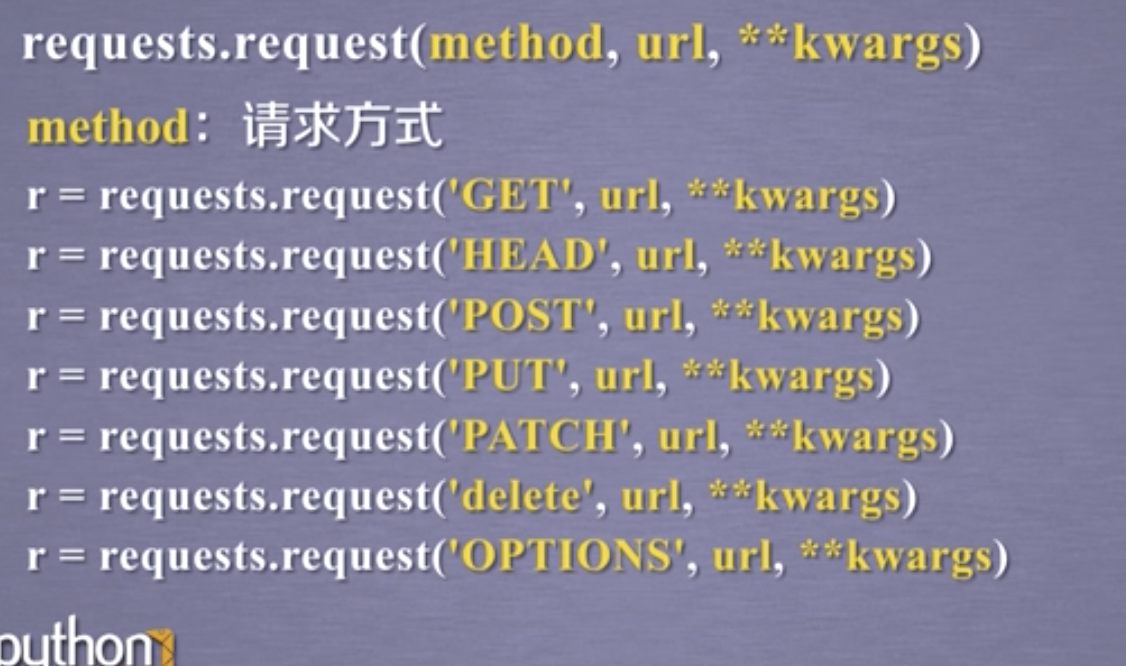 requests.request(method, url, **kwargs)
method：请求方式
r = requests.request('GET', url, **kwargs)
r = requests.request('HEAD', url, **kwargs)
r = requests.request('POST', url, **kwargs)
r = requests.request('PUT', url, **kwargs)
r = requests.request('PATCH', url, **kwargs)
r = requests.request('delete', url, **kwargs)
r = requests.request('OPTIONS', url, **kwargs)
python